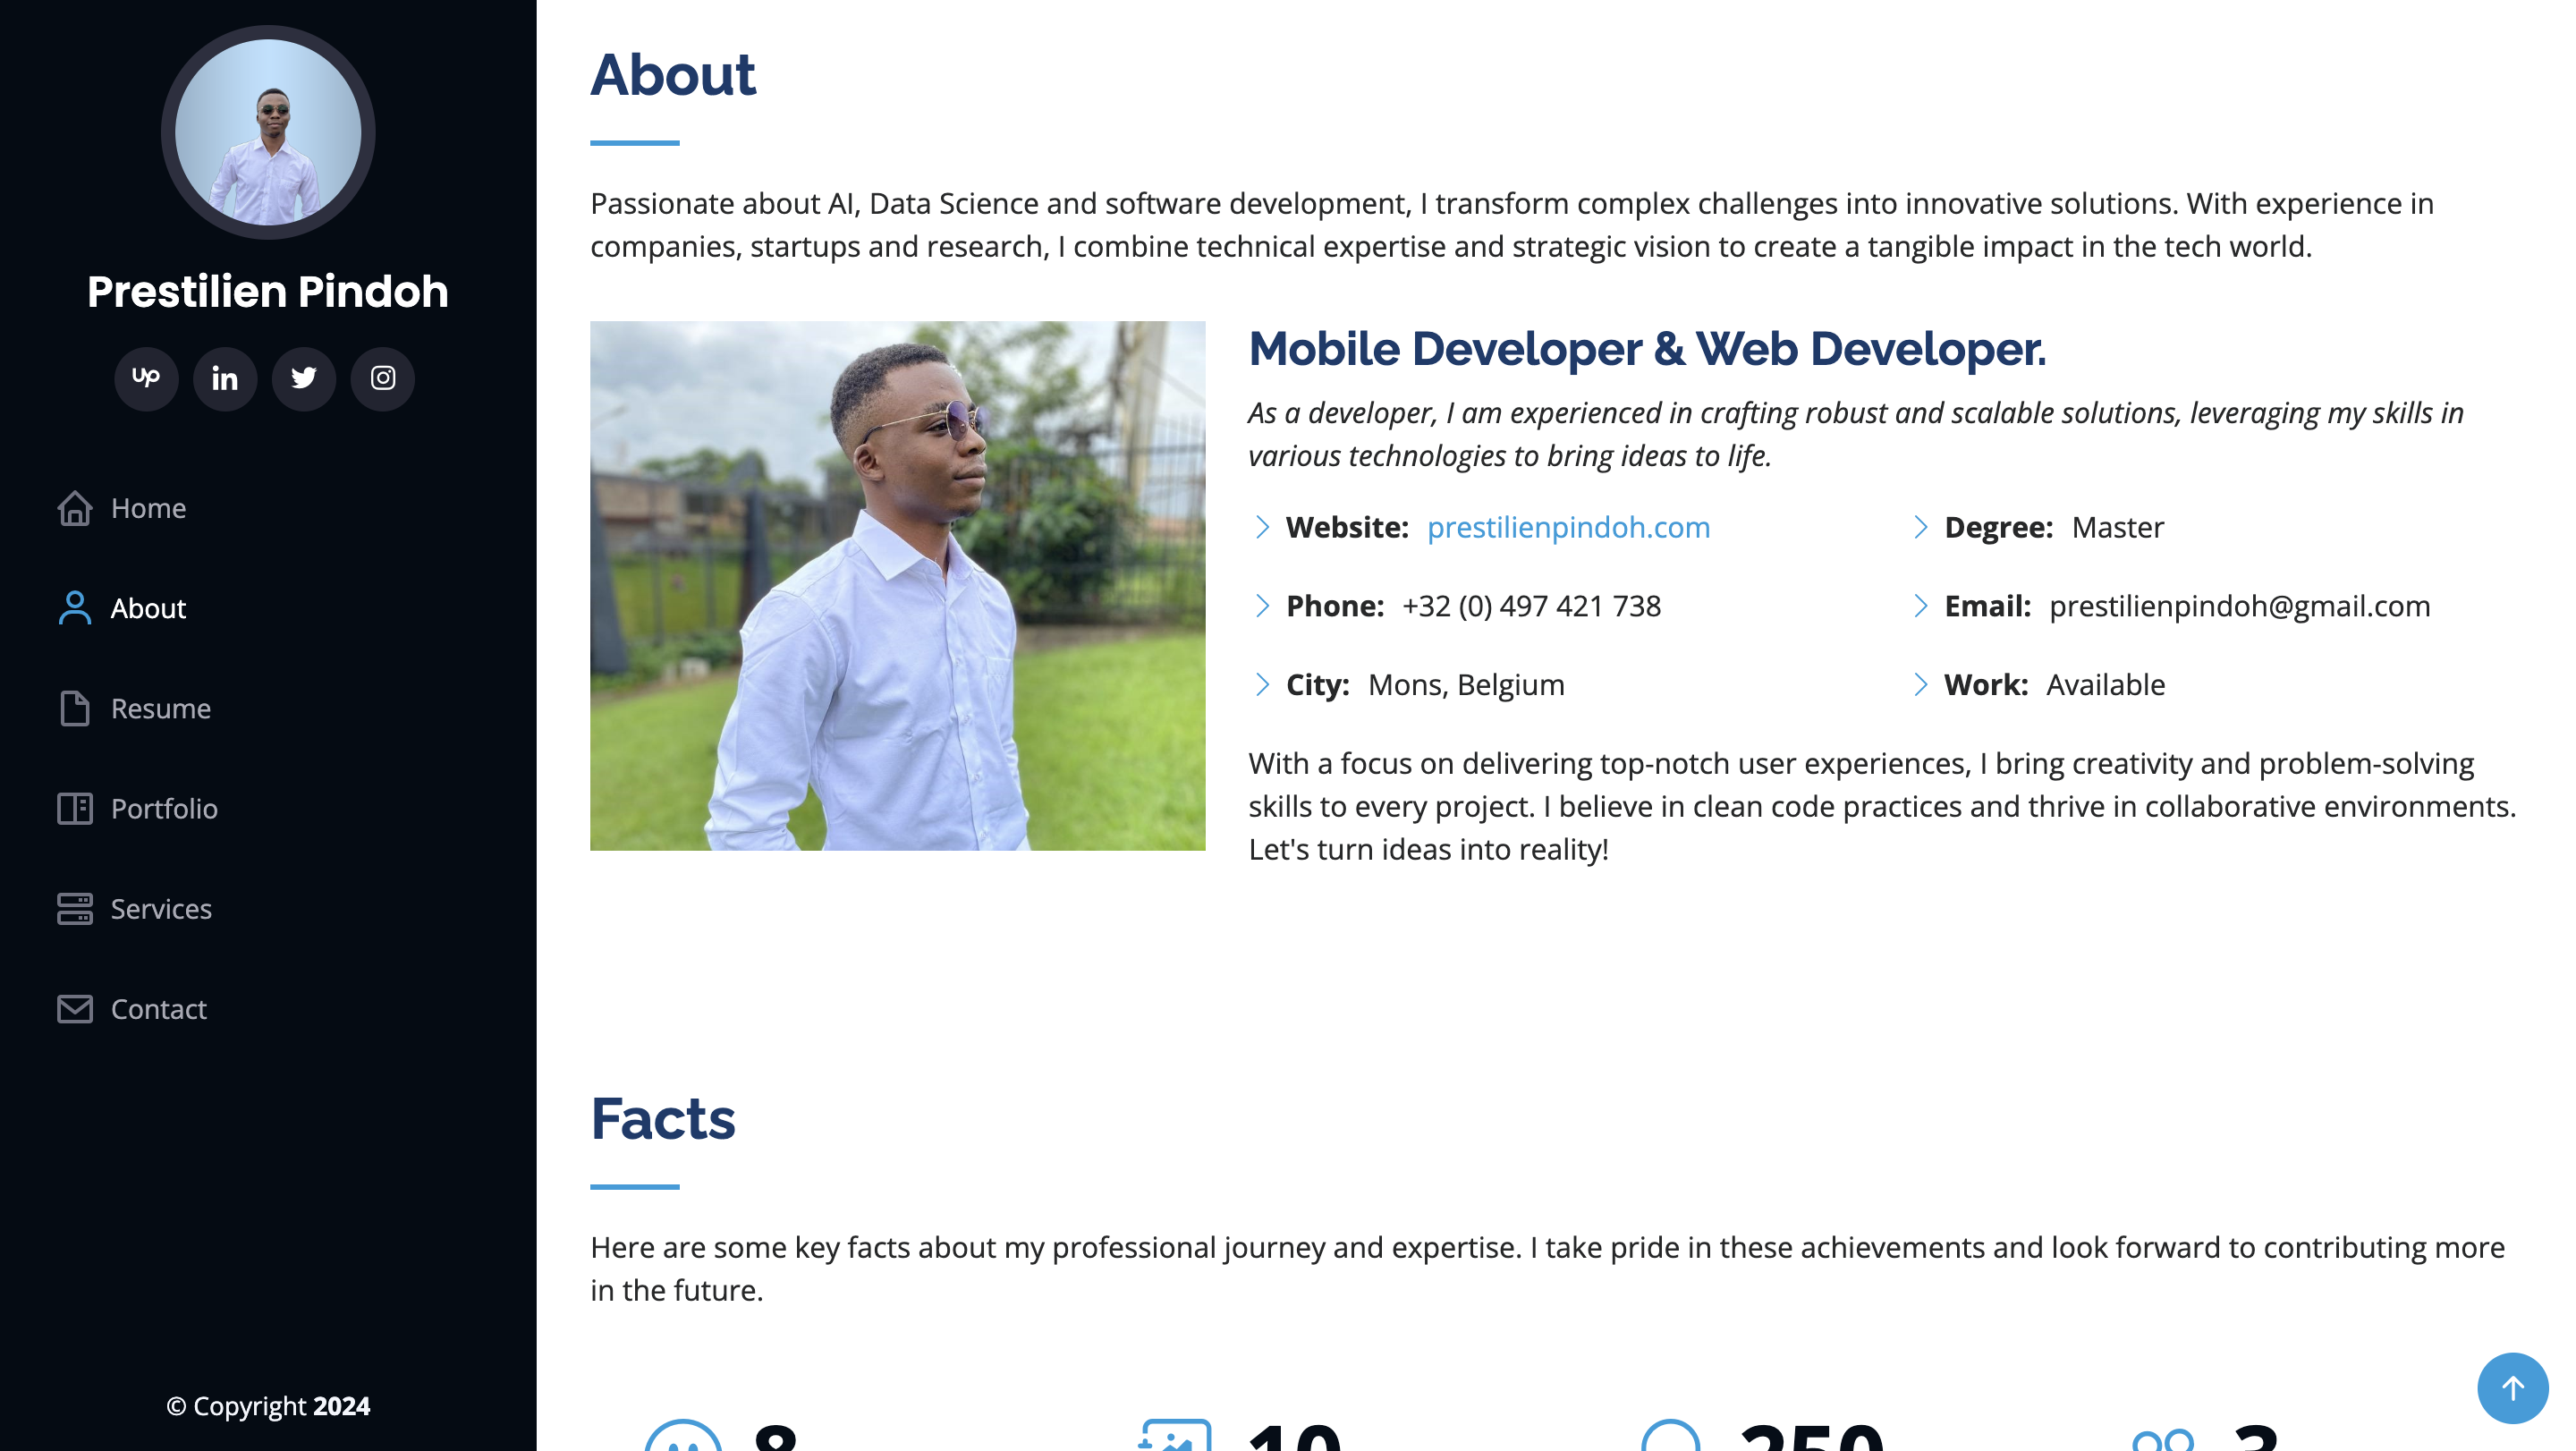 Prestilien Pindoh
up
in
Home
About
Resume
Portfolio
Services
Contact
© Copyright 2024
About
Passionate about AI, Data Science and software development, I transform complex challenges into innovative solutions. With experience in
companies, startups and research, I combine technical expertise and strategic vision to create a tangible impact in the tech world.
Mobile Developer & Web Developer.
As a developer, I am experienced in crafting robust and scalable solutions, leveraging my skills in
various technologies to bring ideas to life.
Website: prestilienpindoh.com
Degree: Master
Phone: +32 (0) 497 421 738
Email: prestilienpindoh@gmail.com
City: Mons, Belgium
Work: Available
With a focus on delivering top-notch user experiences, I bring creativity and problem-solving
skills to every project. I believe in clean code practices and thrive in collaborative environments.
Let's turn ideas into reality!
Facts
Here are some key facts about my professional journey and expertise. I take pride in these achievements and look forward to contributing more
in the future.
8
10
250
3